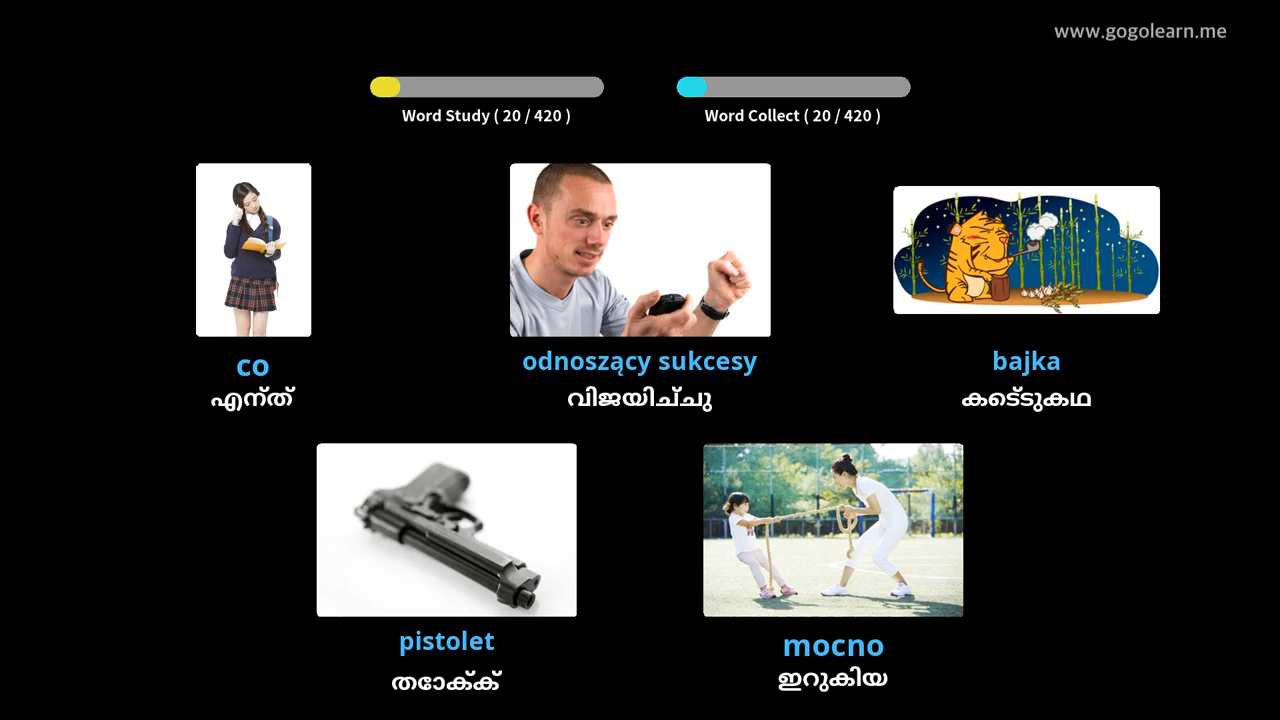 www.gogolearn.me
Word Study ( 20 / 420 )
Word Collect ( 20 / 420 )
co
എന്ത്
odnoszący sukcesy
വിജയിച്ചു
bajka
കെട്ടുകഥ
pistolet
തോക്ക്
mocno
ഇറുകിയ